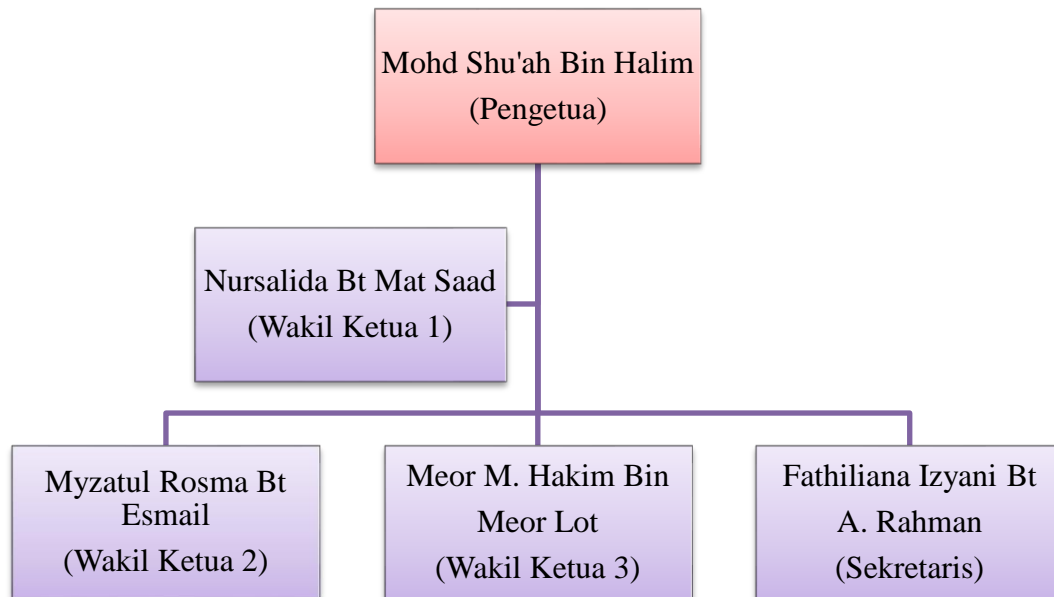 Mohd Shu'ah Bin Halim
(Pengetua)
Nursalida Bt Mat Saad
(Wakil Ketua 1)
Myzatul Rosma Bt
Esmail
(Wakil Ketua 2)
Meor M. Hakim Bin
Meor Lot
(Wakil Ketua 3)
Fathiliana Izyani Bt
A. Rahman
(Sekretaris)